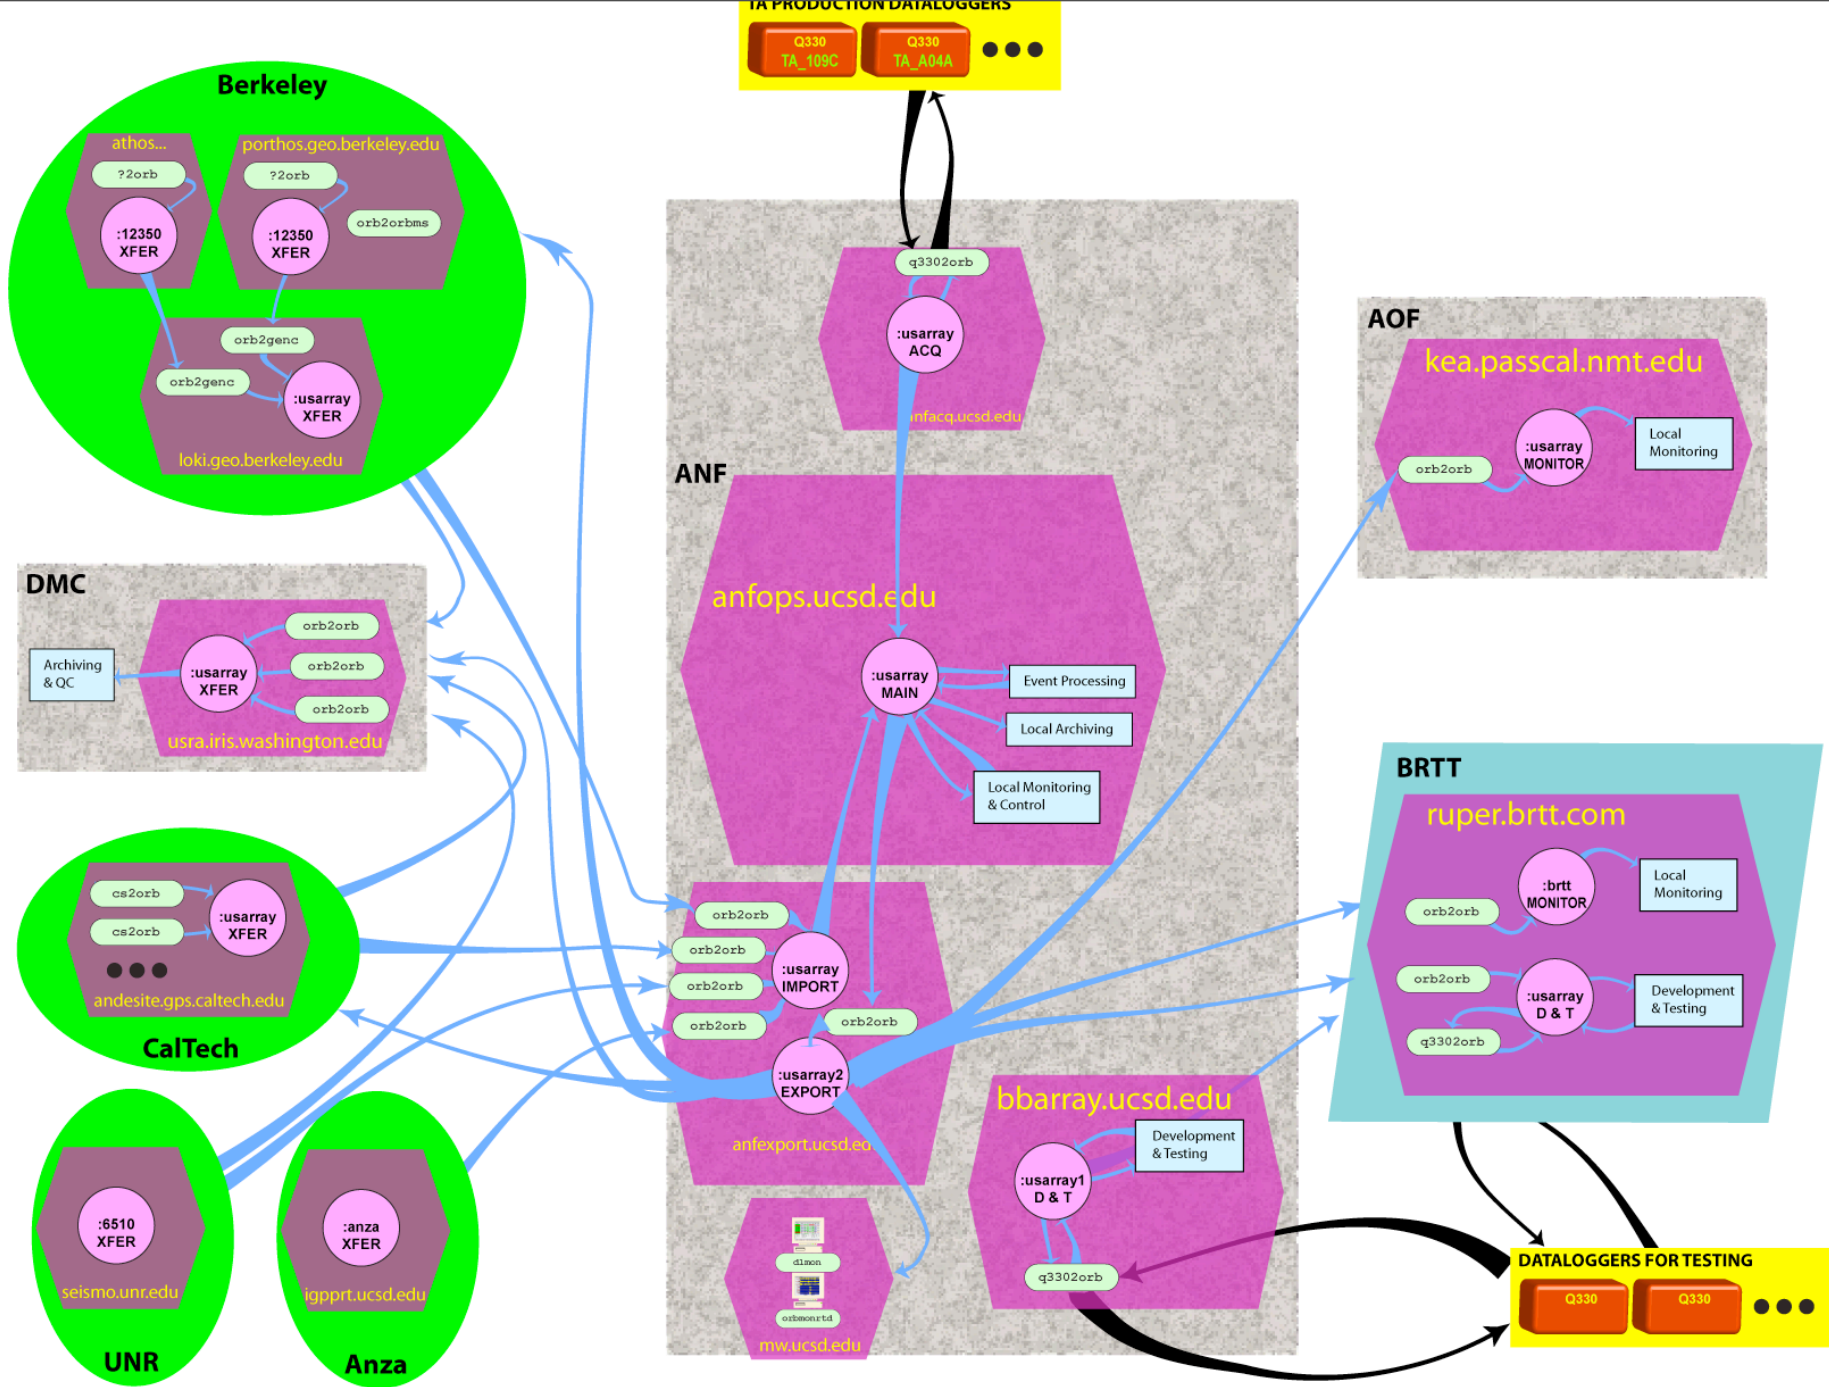 TA PRODUCTION DATALOGGERS
Q330
TA_109C
Q330
TA_A04A
Berkeley
athos...
?2orb
:12350
XFER
porthos.geo.berkeley.edu
?2orb
:12350
XFER
orb2orbms
orb2genc
orb2genc
:usarray
XFER
loki.geo.berkeley.edu
q3302orb
:usarray
ACQ
anfacq.ucsd.edu
AOF
kea.passcal.nmt.edu
:usarray
MONITOR
Local
Monitoring
orb2orb
ANF
anfops.ucsd.edu
:usarray
MAIN
Event Processing
Local Archiving
Local Monitoring
& Control
DMC
orb2orb
Archiving
& QC
:usarray
XFER
orb2orb
orb2orb
usra.iris.washington.edu
BRTT
ruper.brtt.com
:brtt
MONITOR
Local
Monitoring
orb2orb
orb2orb
:usarray
D & T
Development
& Testing
q3302orb
cs2orb
cs2orb
:usarray
XFER
andesite.gps.caltech.edu
CalTech
orb2orb
orb2orb
orb2orb
orb2orb
:usarray
IMPORT
orb2orb
:usarray2
EXPORT
anfexport.ucsd.edu
bbarray.ucsd.edu
Development
& Testing
:usarray1
D & T
q3302orb
:6510
XFER
seismo.unr.edu
UNR
:anza
XFER
igpprt.ucsd.edu
Anza
dlmon
orbmonrtd
mw.ucsd.edu
DATALOGGERS FOR TESTING
Q330
Q330